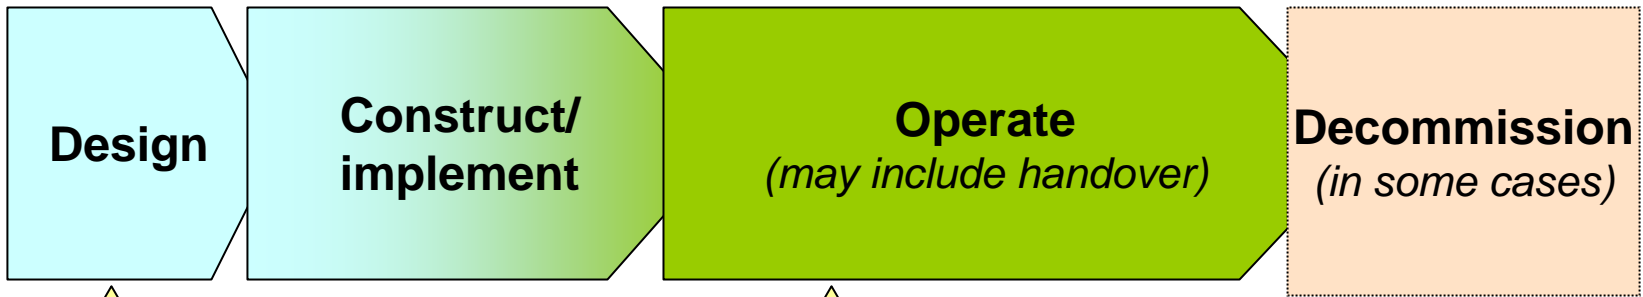 Design
Construct/
implement
Operate
(may include handover)
Decommission
(in some cases)